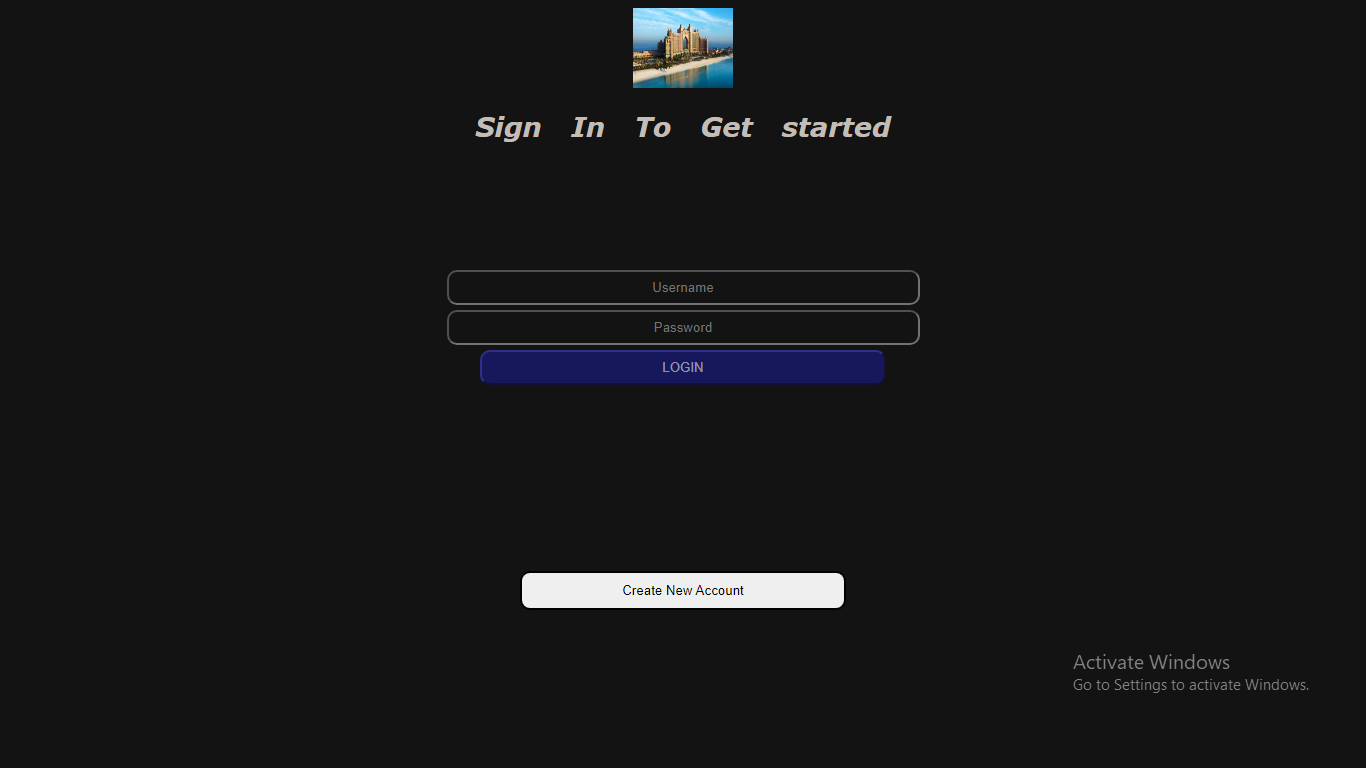 Sign In To Get started
Username
Password
LOGIN
Create New Account
Activate Windows
Go to Settings to activate Windows.